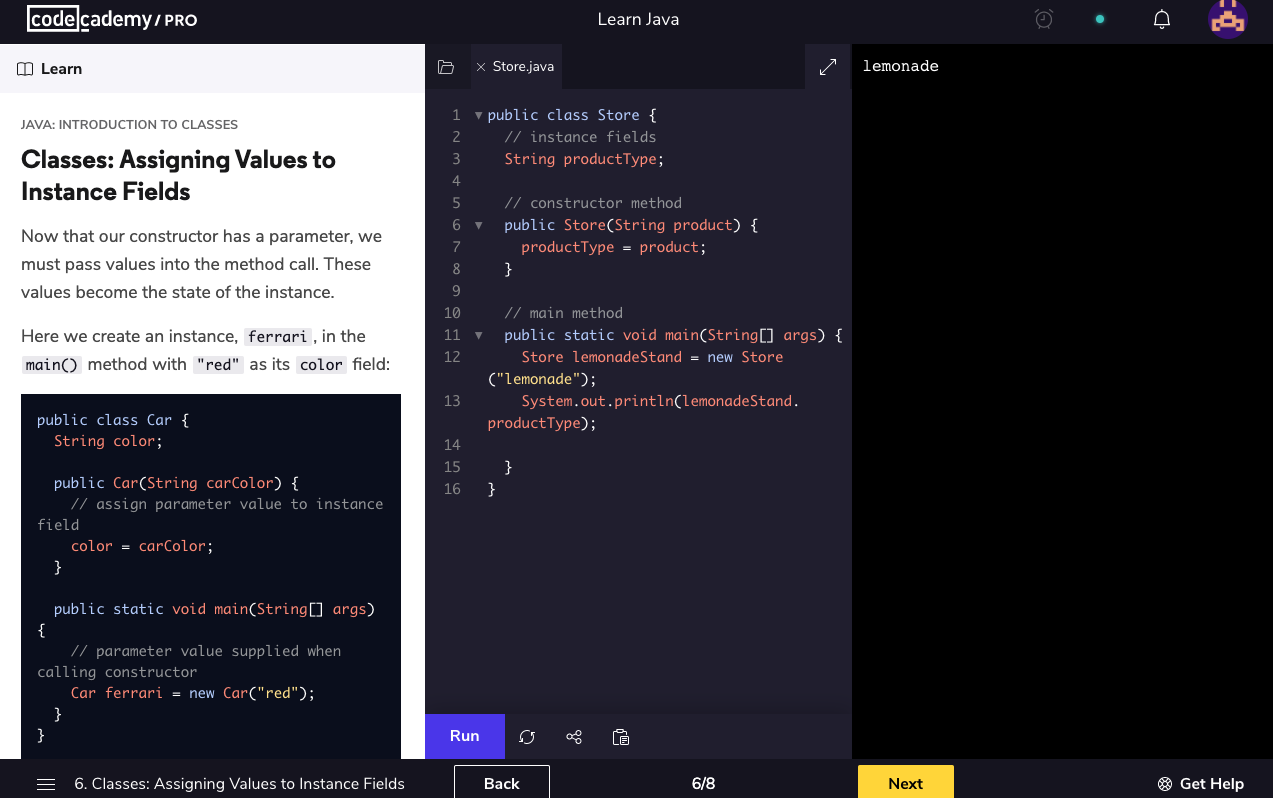 codecademy / PRO
Learn Java
Learn
JAVA: INTRODUCTION TO CLASSES
Classes: Assigning Values to
Instance Fields
Now that our constructor has a parameter, we
must pass values into the method call. These
values become the state of the instance.
Here we create an instance, ferrari, in the
main() method with "red" as its color field:
public class Car {
  String color;

  public Car(String carColor) {
    // assign parameter value to instance
field
    color = carColor;
  }

  public static void main(String[] args)
{
    // parameter value supplied when
calling constructor
    Car ferrari = new Car("red");
  }
}
Store.java
1 public class Store {
2   // instance fields
3   String productType;
4
5   // constructor method
6   public Store(String product) {
7     productType = product;
8   }
9
10   // main method
11   public static void main(String[] args) {
12     Store lemonadeStand = new Store
("lemonade");
13     System.out.println(lemonadeStand.
productType);
14
15   }
16 }
lemonade
Run
6. Classes: Assigning Values to Instance Fields
Back
6/8
Next
Get Help